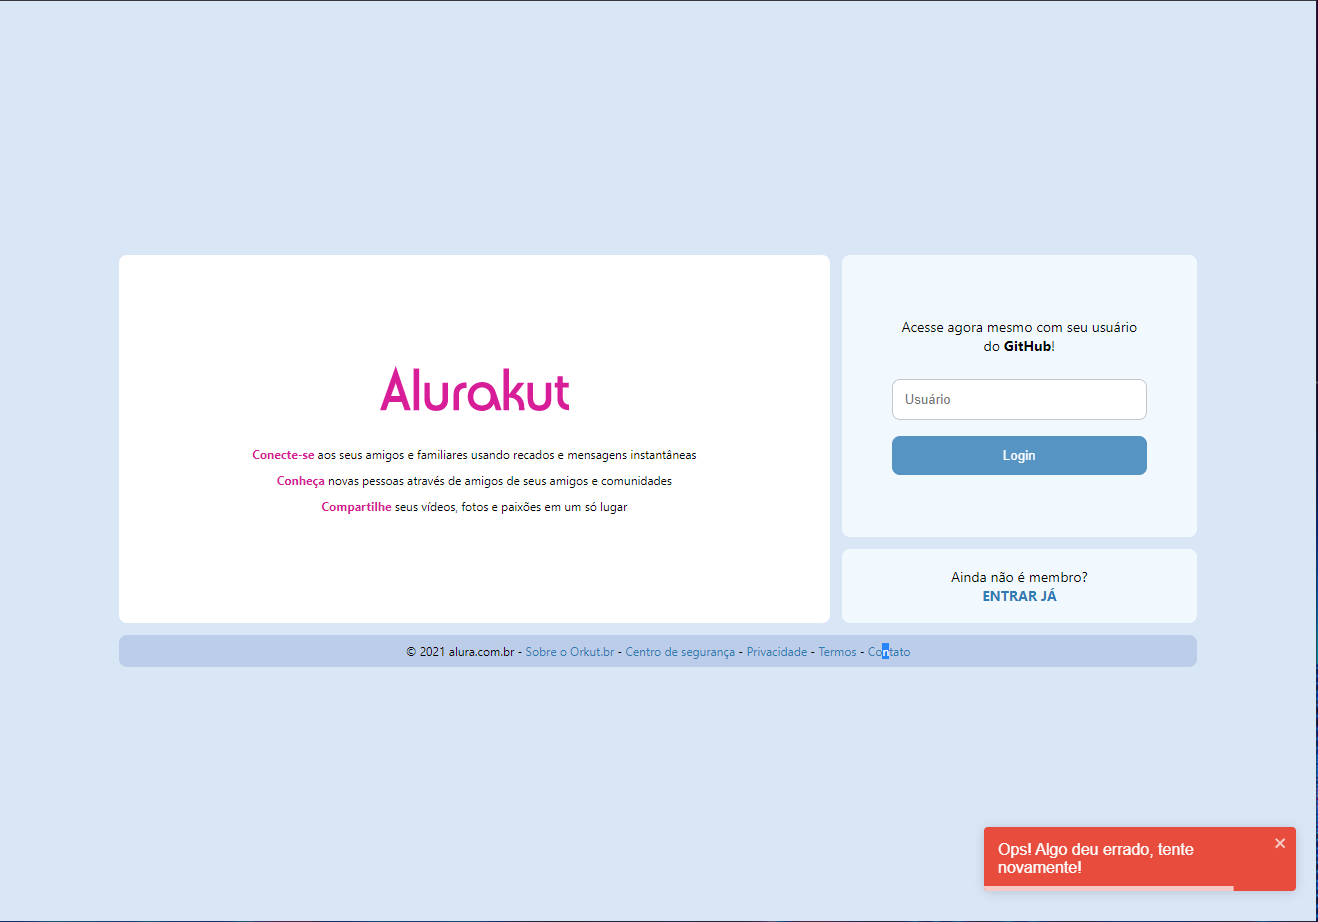 Alurakut
Conecte-se aos seus amigos e familiares usando recados e mensagens instantâneas
Conheça novas pessoas através de amigos de seus amigos e comunidades
Compartilhe seus vídeos, fotos e paixões em um só lugar
Acesse agora mesmo com seu usuário
do GitHub!
Usuário
Login
Ainda não é membro?
ENTRAR JÁ
© 2021 alura.com.br - Sobre o Orkut.br - Centro de segurança - Privacidade - Termos - Contato
Ops! Algo deu errado, tente
novamente!